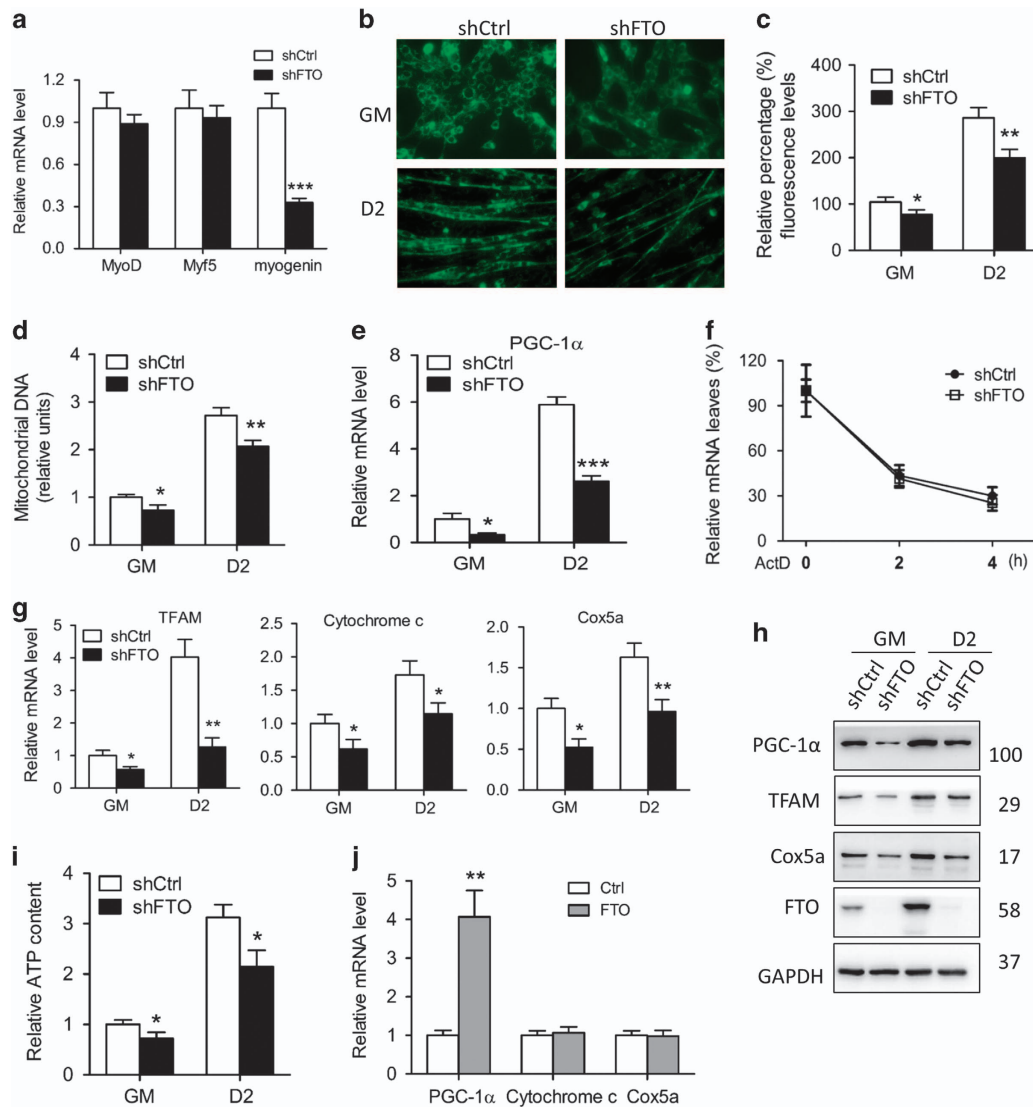 a
shCtrl
shFTO
Relative mRNA level
1.2
0.9
0.6
0.3
0.0
***
MyoD Myf5 myogenin
b
shCtrl shFTO
GM
D2
c
shCtrl
shFTO
Relative percentage (%)
fluorescence levels
400
300
200
100
0
*
**
GM D2
d
shCtrl
shFTO
Mitochondrial DNA
(relative units)
4
3
2
1
0
*
**
GM D2
e
PGC-1α
shCtrl
shFTO
Relative mRNA level
8
6
4
2
0
*
***
GM D2
f
shCtrl
shFTO
Relative mRNA leaves (%)
120
90
60
30
0
ActD 0 2 4 (h)
g
TFAM
shCtrl
shFTO
Relative mRNA level
5
4
3
2
1
0
*
**
GM D2
Cytochrome c
2.5
2.0
1.5
1.0
0.5
0.0
*
*
GM D2
Cox5a
2.0
1.5
1.0
0.5
0.0
*
**
GM D2
h
GM D2
shCtrl shFTO shCtrl shFTO
PGC-1α 100
TFAM 29
Cox5a 17
FTO 58
GAPDH 37
i
shCtrl
shFTO
Relative ATP content
4
3
2
1
0
*
*
GM D2
j
Ctrl
FTO
Relative mRNA level
5
4
3
2
1
0
**
PGC-1α Cytochrome c Cox5a